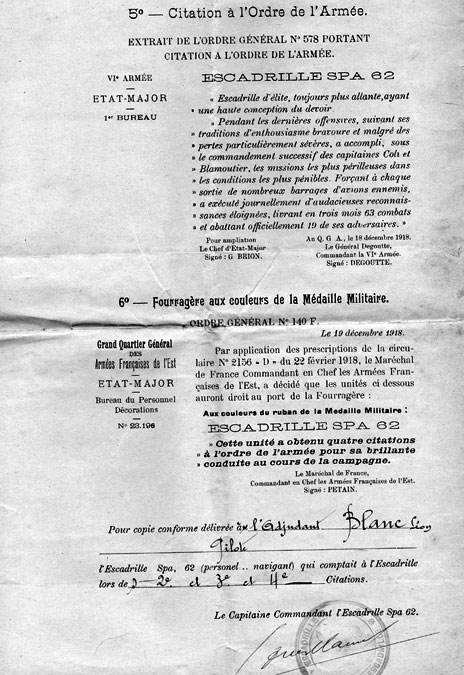 5º — Citation à l'Ordre de l'Armée.
EXTRAIT DE L'ORDRE GÉNÉRAL Nº 578 PORTANT
CITATION A L'ORDRE DE L'ARMÉE.
VIᵉ ARMÉE
ETAT-MAJOR
1er BUREAU
ESCADRILLE SPA 62
« Escadrille d'élite, toujours plus allante, ayant
» une haute conception du devoir.
» Pendant les dernières offensives, suivant ses
» traditions d'enthousiasme bravoure et malgré des
» pertes particulièrement sévères, a accompli, sous
» le commandement successif des capitaines Coli et
» Blamoutier, les missions les plus périlleuses dans
» les conditions les plus pénibles. Forçant à chaque
» sortie de nombreux barrages d'avions ennemis,
» a exécuté journellement d'audacieuses reconnais-
» sances éloignées, livrant en trois mois 63 combats
» et abattant officiellement 19 de ses adversaires. »
Pour ampliation
Le Chef d'Etat-Major
Signé : G BRION.
Au Q. G A., le 18 décembre 1918.
Le Général Degoutte,
Commandant la VIᵉ Armée.
Signé : DEGOUTTE.
6º — Fourragère aux couleurs de la Médaille Militaire.
ORDRE GÉNÉRAL Nº 140 F.
Le 19 décembre 1918.
Grand Quartier Général
DES
Armées Françaises de l'Est
ETAT-MAJOR
Bureau du Personnel
Décorations
Nº 23.196
Par application des prescriptions de la circu-
laire Nº 2156 « D » du 22 février 1918, le Maréchal
de France Commandant en Chef les Armées Fran-
çaises de l'Est, a décidé que les unités ci dessous
auront droit au port de la Fourragère :
Aux couleurs du ruban de la Medaille Militaire :
ESCADRILLE SPA 62
« Cette unité a obtenu quatre citations
» à l'ordre de l'armée pour sa brillante
» conduite au cours de la campagne.
Le Maréchal de France,
Commandant en Chef les Armées Françaises de l'Est.
Signé : PETAIN.
Pour copie conforme délivrée à l'Adjudant Blanc Léon
Pilote
l'Escadrille Spa, 62 (personel... navigant) qui comptait à l'Escadrille
lors de 2e et 3e et 4e Citations.
Le Capitaine Commandant l'Escadrille Spa 62.
ESCADRILLE